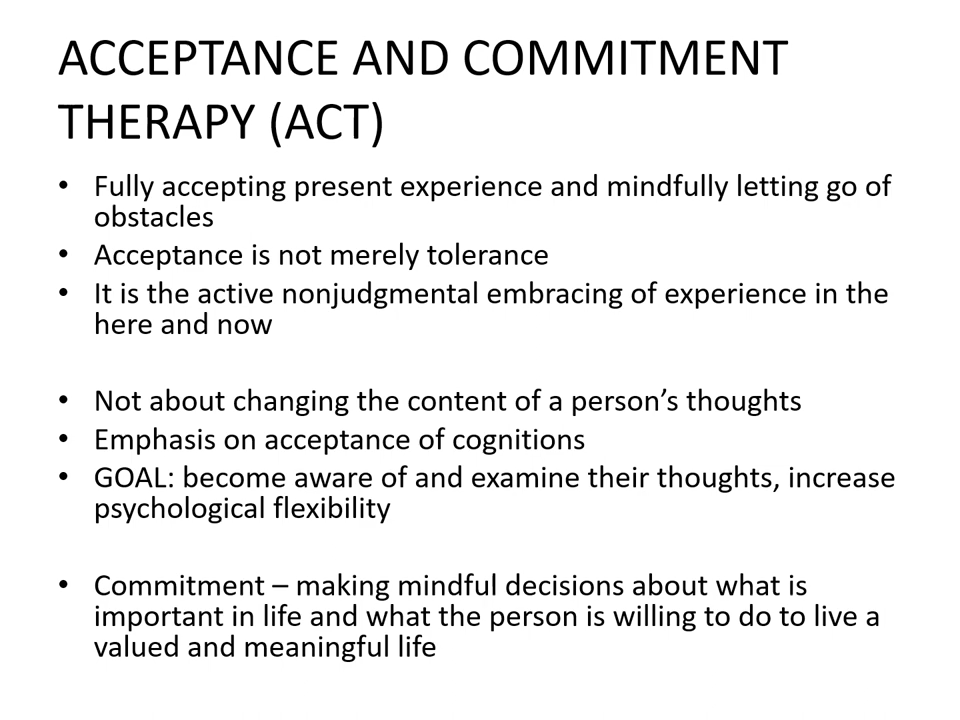 ACCEPTANCE AND COMMITMENT
THERAPY (ACT)
• Fully accepting present experience and mindfully letting go of
obstacles
• Acceptance is not merely tolerance
• It is the active nonjudgmental embracing of experience in the
here and now
• Not about changing the content of a person’s thoughts
• Emphasis on acceptance of cognitions
• GOAL: become aware of and examine their thoughts, increase
psychological flexibility
• Commitment – making mindful decisions about what is
important in life and what the person is willing to do to live a
valued and meaningful life